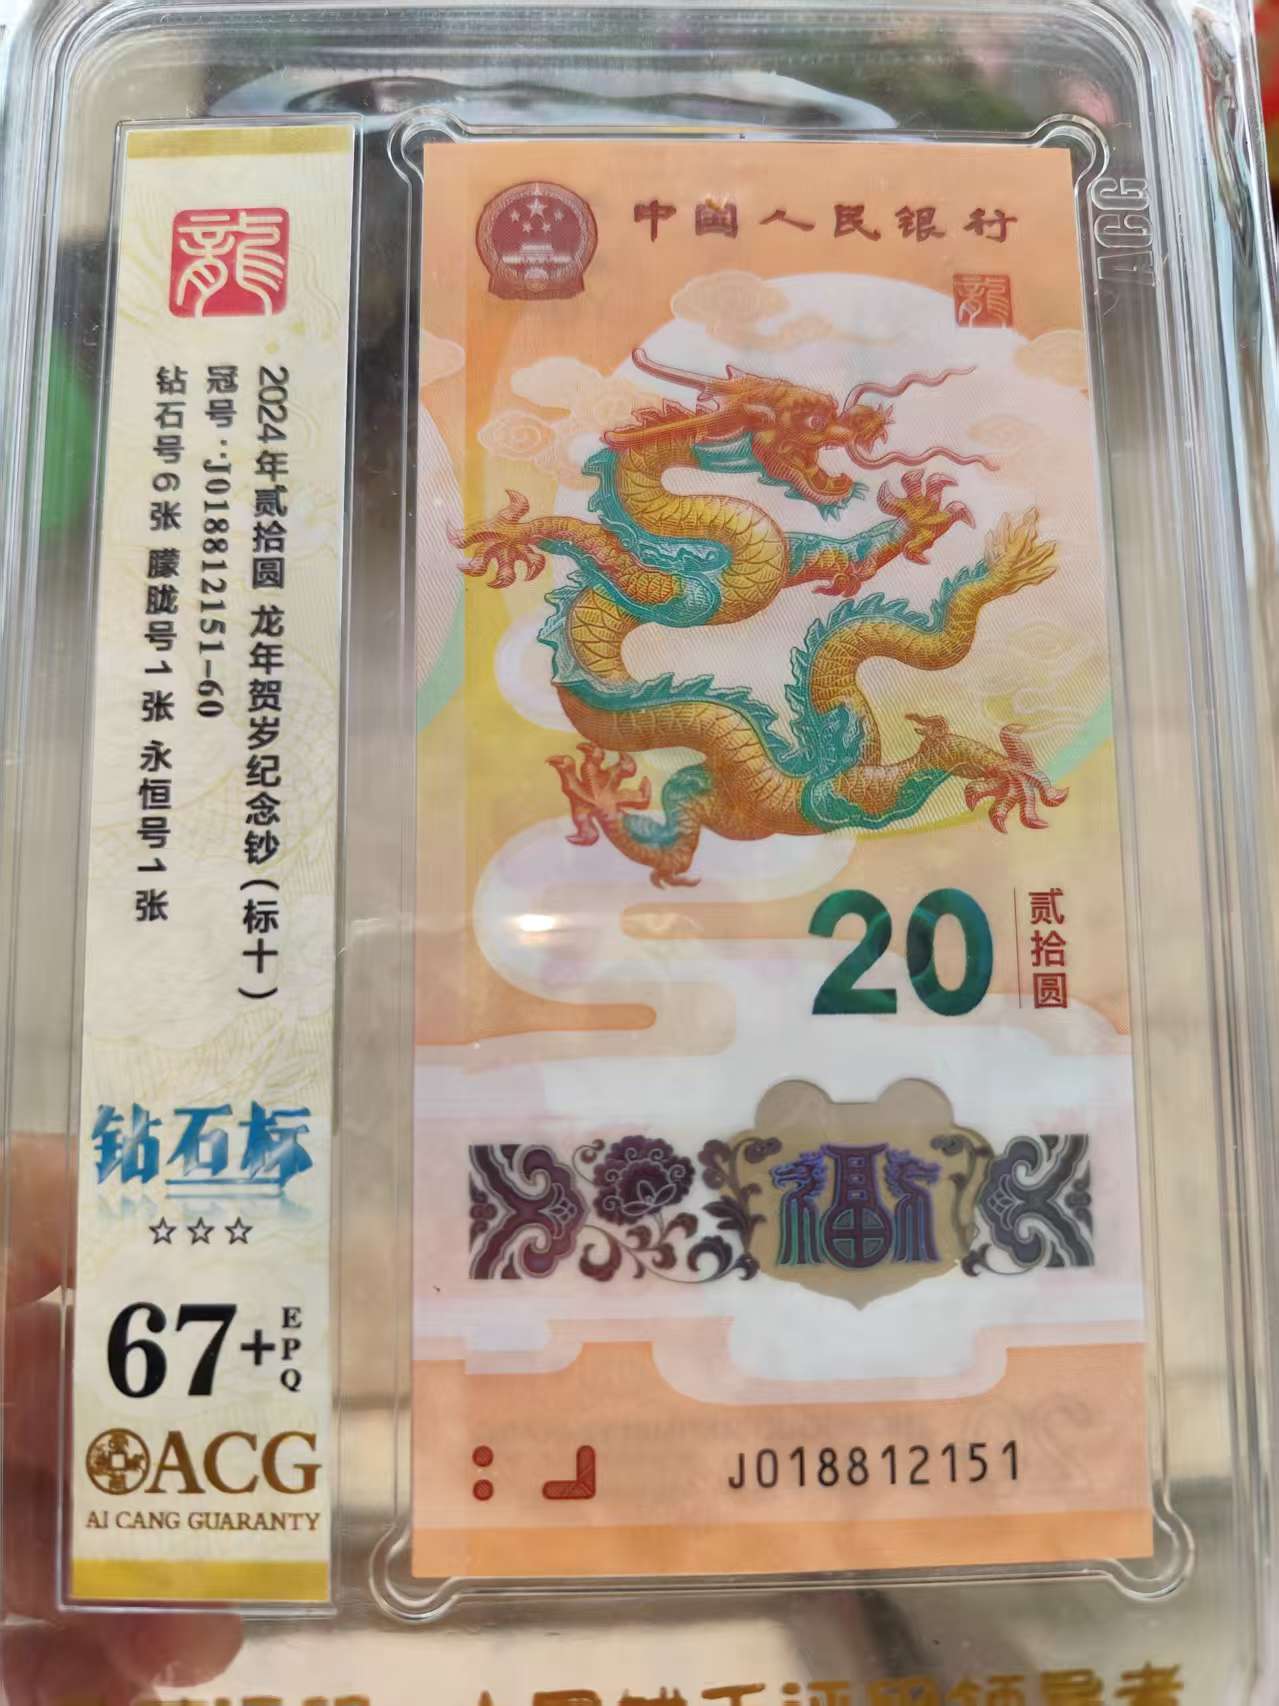 龍
2024年贰拾圆 龙年贺岁纪念钞(标十)
冠号:J018812151-60
钻石号6张 朦胧号1张 永恒号1张
钻石标
☆☆☆
67+
EPQ
ACG
AI CANG GUARANTY
中国人民银行
龍
20
贰拾圆
福
J018812151
ACG